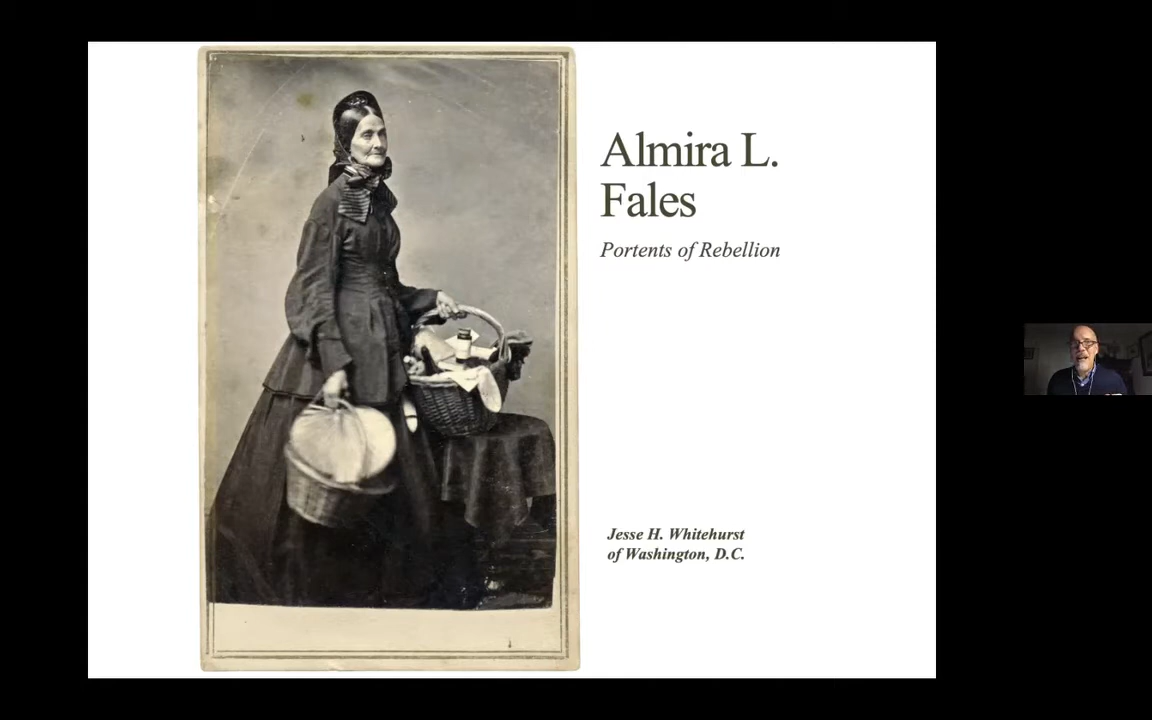 Almira L.
Fales
Portents of Rebellion
Jesse H. Whitehurst
of Washington, D.C.